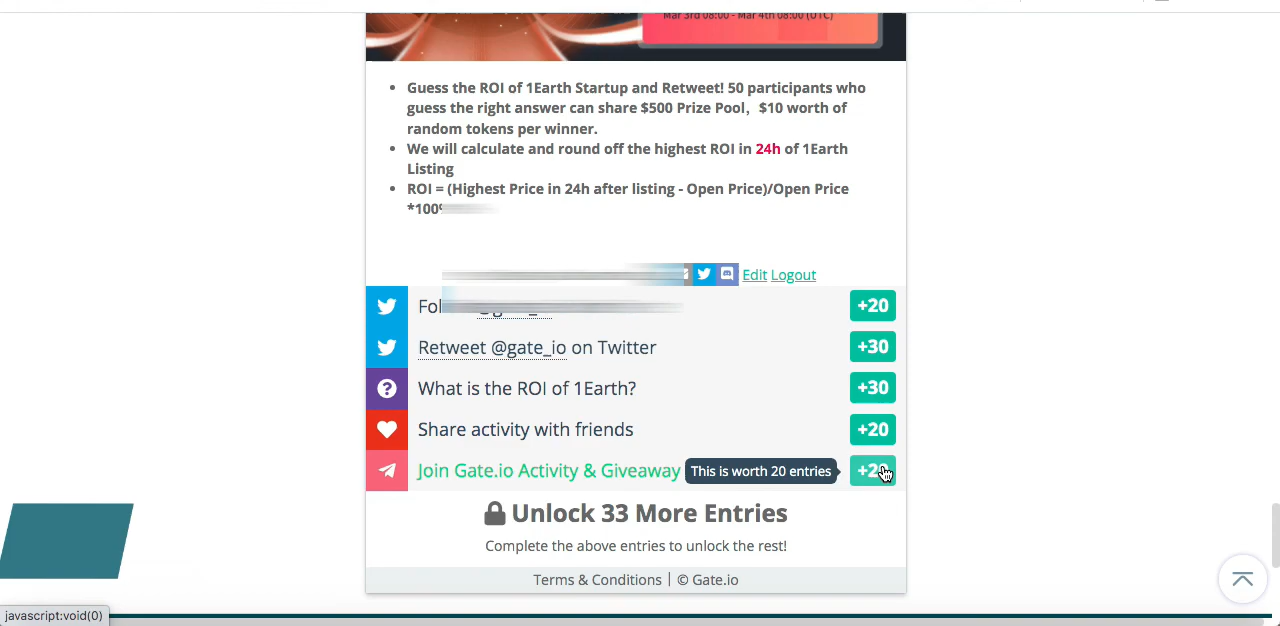 Mar 3rd 08:00 - Mar 4th 08:00 (UTC)
• Guess the ROI of 1Earth Startup and Retweet! 50 participants who
guess the right answer can share $500 Prize Pool, $10 worth of
random tokens per winner.
• We will calculate and round off the highest ROI in 24h of 1Earth
Listing
• ROI = (Highest Price in 24h after listing - Open Price)/Open Price
*100
Edit Logout
+20
Retweet @gate_io on Twitter +30
What is the ROI of 1Earth? +30
Share activity with friends +20
Join Gate.io Activity & Giveaway This is worth 20 entries
Unlock 33 More Entries
Complete the above entries to unlock the rest!
Terms & Conditions | © Gate.io
javascript:void(0)